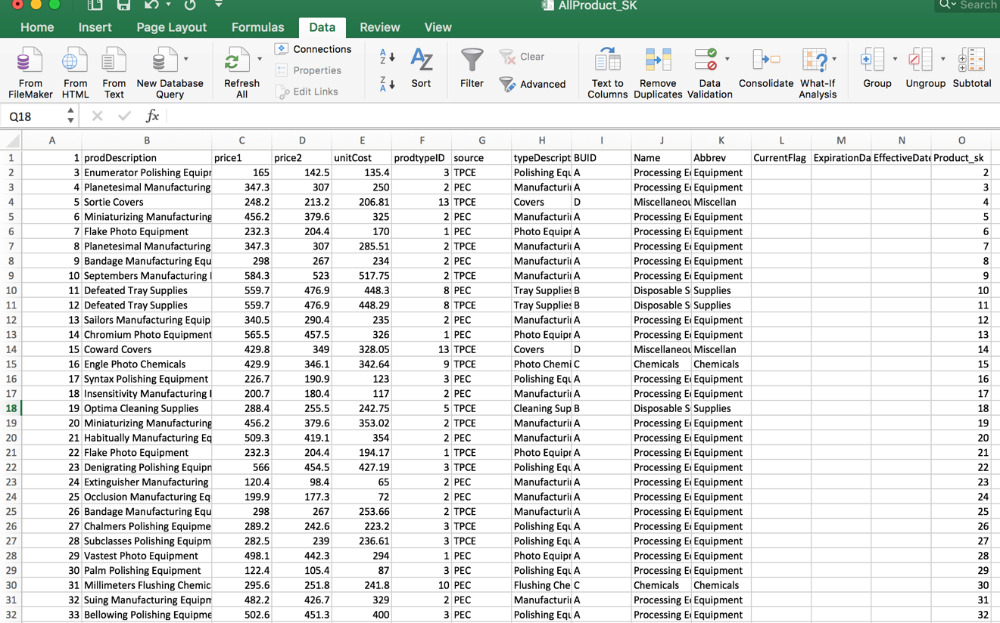 AllProduct_SK
Search
Home Insert Page Layout Formulas Data Review View
From FileMaker
From HTML
From Text
New Database Query
Refresh All
Connections
Properties
Edit Links
A Z
Z A
Sort
Filter
Clear
Advanced
Text to Columns
Remove Duplicates
Data Validation
Consolidate
What-If Analysis
Group
Ungroup
Subtotal
Q18 fx
A B C D E F G H I J K L M N O
1 1 prodDescription price1 price2 unitCost prodtypeID source typeDescript BUID Name Abbrev CurrentFlag ExpirationDa EffectiveDate Product_sk
2 3 Enumerator Polishing Equipr 165 142.5 135.4 3 TPCE Polishing Equ A Processing E Equipment 2
3 4 Planetesimal Manufacturing 347.3 307 250 2 PEC Manufacturi A Processing E Equipment 3
4 5 Sortie Covers 248.2 213.2 206.81 13 TPCE Covers D Miscellaneou Miscellan 4
5 6 Miniaturizing Manufacturing 456.2 379.6 325 2 PEC Manufacturi A Processing E Equipment 5
6 7 Flake Photo Equipment 232.3 204.4 170 1 PEC Photo Equipr A Processing E Equipment 6
7 8 Planetesimal Manufacturing 347.3 307 285.51 2 TPCE Manufacturi A Processing E Equipment 7
8 9 Bandage Manufacturing Equ 298 267 234 2 PEC Manufacturi A Processing E Equipment 8
9 10 Septembers Manufacturing 584.3 523 517.75 2 TPCE Manufacturi A Processing E Equipment 9
10 11 Defeated Tray Supplies 559.7 476.9 448.3 8 PEC Tray Supplies B Disposable S Supplies 10
11 12 Defeated Tray Supplies 559.7 476.9 448.29 8 TPCE Tray Supplies B Disposable S Supplies 11
12 13 Sailors Manufacturing Equip 340.5 290.4 235 2 PEC Manufacturi A Processing E Equipment 12
13 14 Chromium Photo Equipment 565.5 457.5 326 1 PEC Photo Equipr A Processing E Equipment 13
14 15 Coward Covers 429.8 349 328.05 13 TPCE Covers D Miscellaneou Miscellan 14
15 16 Engle Photo Chemicals 429.9 346.1 342.64 9 TPCE Photo Chemi C Chemicals Chemicals 15
16 17 Syntax Polishing Equipment 226.7 190.9 123 3 PEC Polishing Equ A Processing E Equipment 16
17 18 Insensitivity Manufacturing 200.7 180.4 117 2 PEC Manufacturi A Processing E Equipment 17
18 19 Optima Cleaning Supplies 288.4 255.5 242.75 5 TPCE Cleaning Sup B Disposable S Supplies 18
19 20 Miniaturizing Manufacturing 456.2 379.6 353.02 2 TPCE Manufacturi A Processing E Equipment 19
20 21 Habitually Manufacturing Eq 509.3 419.1 354 2 PEC Manufacturi A Processing E Equipment 20
21 22 Flake Photo Equipment 232.3 204.4 194.17 1 TPCE Photo Equipr A Processing E Equipment 21
22 23 Denigrating Polishing Equipn 566 454.5 427.19 3 TPCE Polishing Equ A Processing E Equipment 22
23 24 Extinguisher Manufacturing 120.4 98.4 65 2 PEC Manufacturi A Processing E Equipment 23
24 25 Occlusion Manufacturing Eq 199.9 177.3 72 2 PEC Manufacturi A Processing E Equipment 24
25 26 Bandage Manufacturing Equ 298 267 253.66 2 TPCE Manufacturi A Processing E Equipment 25
26 27 Chalmers Polishing Equipme 289.2 242.6 223.2 3 TPCE Polishing Equ A Processing E Equipment 26
27 28 Subclasses Polishing Equipm 282.5 239 236.61 3 TPCE Polishing Equ A Processing E Equipment 27
28 29 Vastest Photo Equipment 498.1 442.3 294 1 PEC Photo Equipr A Processing E Equipment 28
29 30 Palm Polishing Equipment 122.4 105.4 87 3 PEC Polishing Equ A Processing E Equipment 29
30 31 Millimeters Flushing Chemic 295.6 251.8 241.8 10 PEC Flushing Che C Chemicals Chemicals 30
31 32 Suing Manufacturing Equipm 482.2 426.7 329 2 PEC Manufacturi A Processing E Equipment 31
32 33 Bellowing Polishing Equipme 502.6 451.3 400 3 PEC Polishing Equ A Processing E Equipment 32